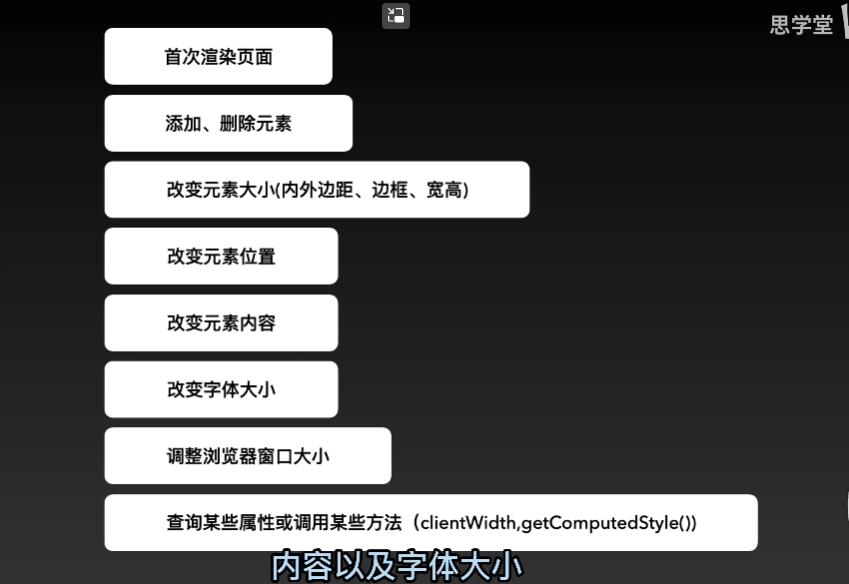 思学堂
首次渲染页面
添加、删除元素
改变元素大小(内外边距、边框、宽高)
改变元素位置
改变元素内容
改变字体大小
调整浏览器窗口大小
查询某些属性或调用某些方法（clientWidth,getComputedStyle())
内容以及字体大小